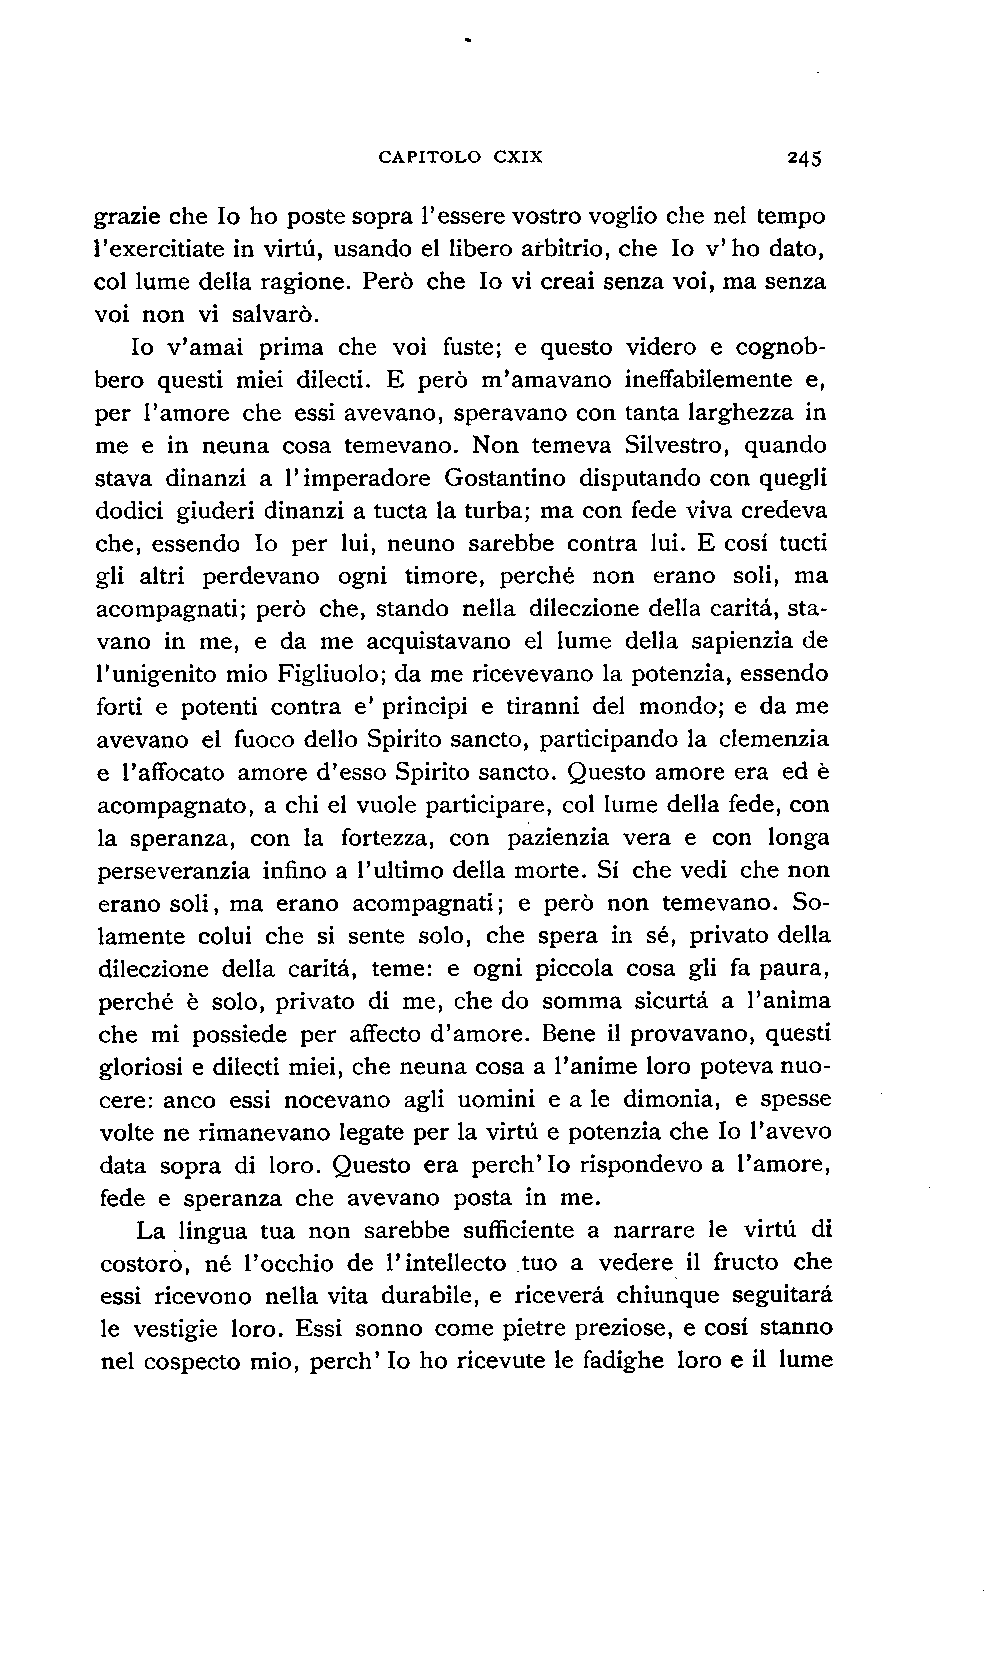 CAPITOLO CXIX 245
grazie che Io ho poste sopra l'essere vostro voglio che nel tempo
l'exercitiate in virtú, usando el libero arbitrio, che Io v' ho dato,
col lume della ragione. Però che Io vi creai senza voi, ma senza
voi non vi salvarò.
Io v'amai prima che voi fuste; e questo videro e cognob-
bero questi miei dilecti. E però m'amavano ineffabilemente e,
per l'amore che essi avevano, speravano con tanta larghezza in
me e in neuna cosa temevano. Non temeva Silvestro, quando
stava dinanzi a l'imperadore Gostantino disputando con quegli
dodici giuderi dinanzi a tucta la turba; ma con fede viva credeva
che, essendo Io per lui, neuno sarebbe contra lui. E cosí tucti
gli altri perdevano ogni timore, perché non erano soli, ma
acompagnati; però che, stando nella dileczione della caritá, sta-
vano in me, e da me acquistavano el lume della sapienzia de
l'unigenito mio Figliuolo; da me ricevevano la potenzia, essendo
forti e potenti contra e' principi e tiranni del mondo; e da me
avevano el fuoco dello Spirito sancto, participando la clemenzia
e l'affocato amore d'esso Spirito sancto. Questo amore era ed è
acompagnato, a chi el vuole participare, col lume della fede, con
la speranza, con la fortezza, con pazienzia vera e con longa
perseveranzia infino a l'ultimo della morte. Sí che vedi che non
erano soli, ma erano acompagnati; e però non temevano. So-
lamente colui che si sente solo, che spera in sé, privato della
dileczione della caritá, teme: e ogni piccola cosa gli fa paura,
perché è solo, privato di me, che do somma sicurtá a l'anima
che mi possiede per affecto d'amore. Bene il provavano, questi
gloriosi e dilecti miei, che neuna cosa a l'anime loro poteva nuo-
cere: anco essi nocevano agli uomini e a le dimonia, e spesse
volte ne rimanevano legate per la virtú e potenzia che Io l'avevo
data sopra di loro. Questo era perch' Io rispondevo a l'amore,
fede e speranza che avevano posta in me.
La lingua tua non sarebbe sufficiente a narrare le virtú di
costoro, né l'occhio de l'intellecto tuo a vedere il fructo che
essi ricevono nella vita durabile, e riceverá chiunque seguitará
le vestigie loro. Essi sonno come pietre preziose, e cosí stanno
nel cospecto mio, perch' Io ho ricevute le fadighe loro e il lume